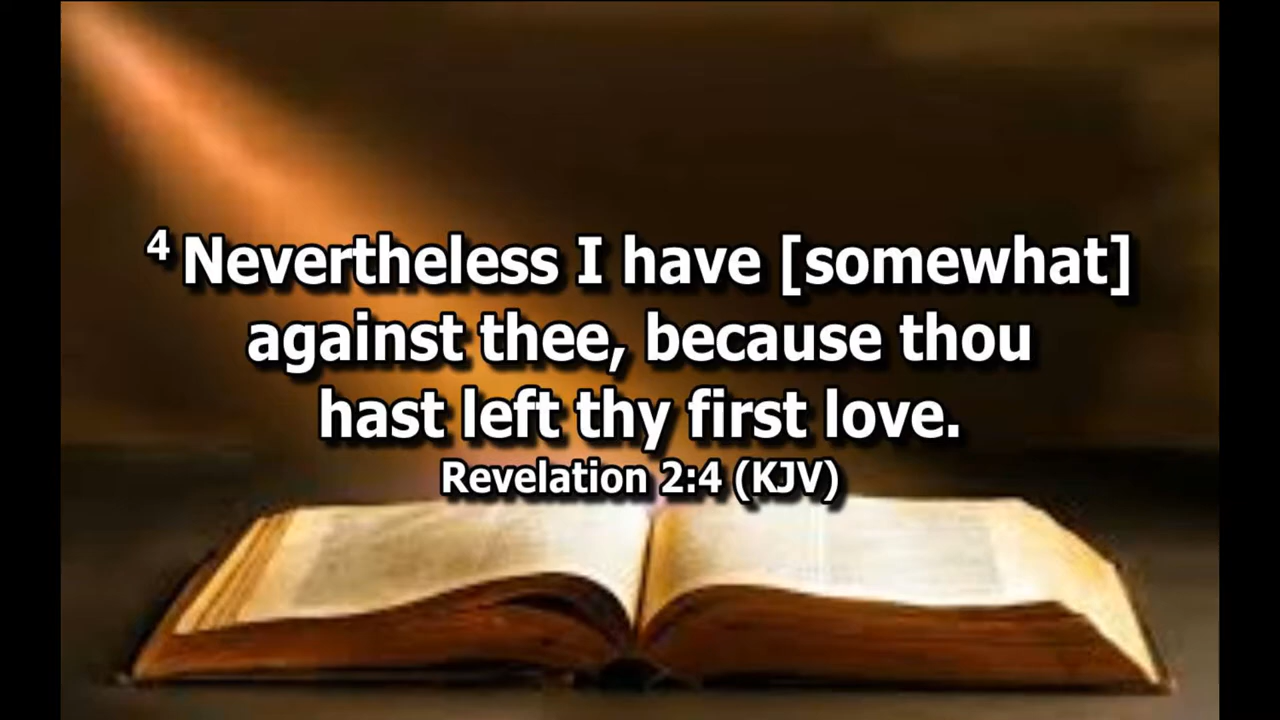 4 Nevertheless I have [somewhat]
against thee, because thou
hast left thy first love.
Revelation 2:4 (KJV)